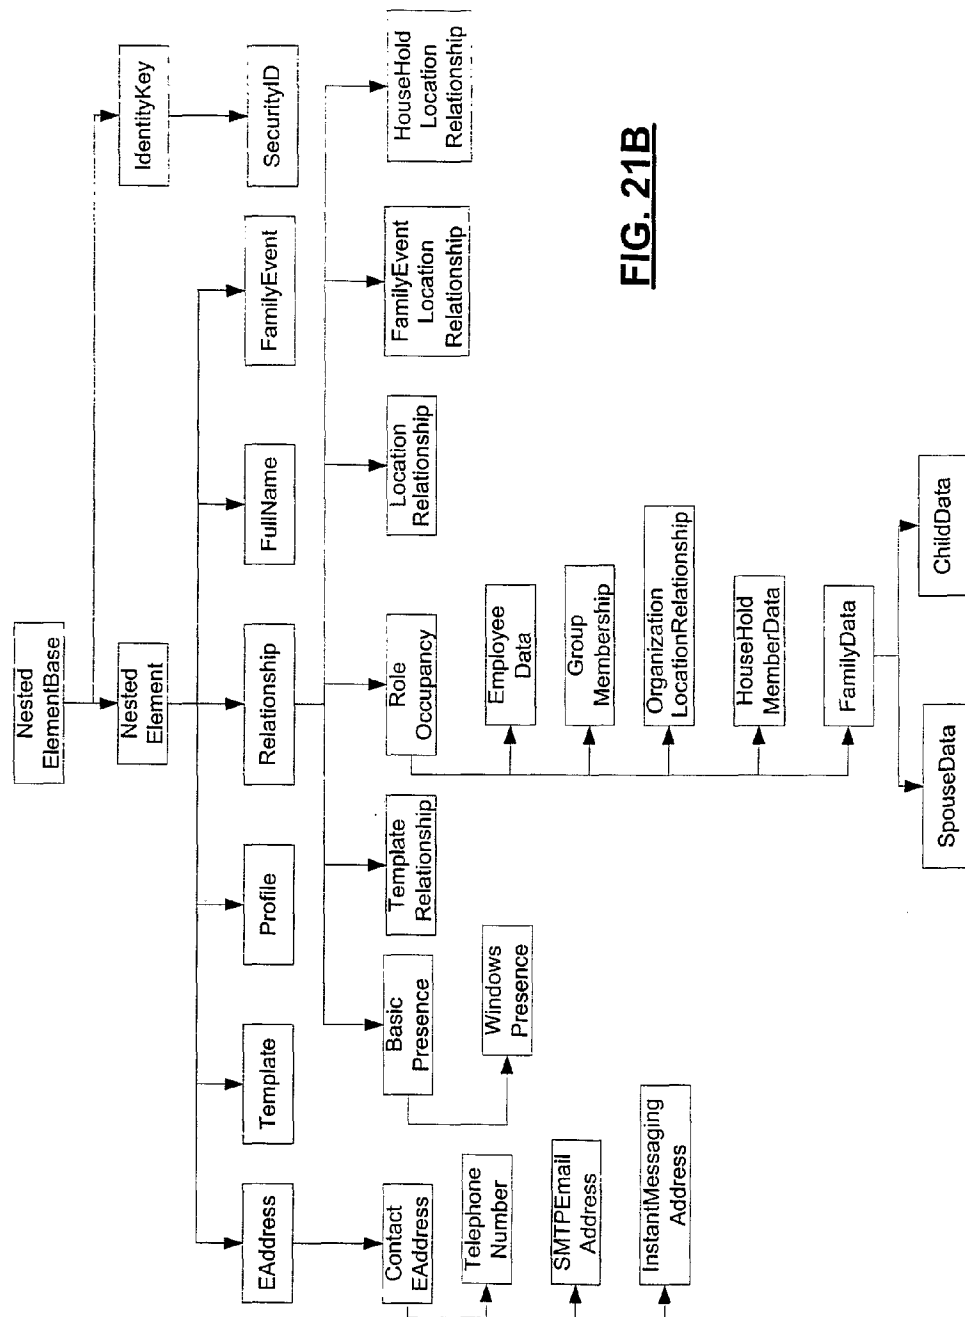 Nested
ElementBase
Nested
Element
IdentityKey
EAddress
Template
Profile
Relationship
FullName
FamilyEvent
SecurityID
Contact
EAddress
Basic
Presence
Template
Relationship
Role
Occupancy
Location
Relationship
FamilyEvent
Location
Relationship
HouseHold
Location
Relationship
Telephone
Number
SMTPEmail
Address
InstantMessaging
Address
Windows
Presence
Employee
Data
Group
Membership
Organization
LocationRelationship
HouseHold
MemberData
FamilyData
SpouseData
ChildData
FIG. 21B